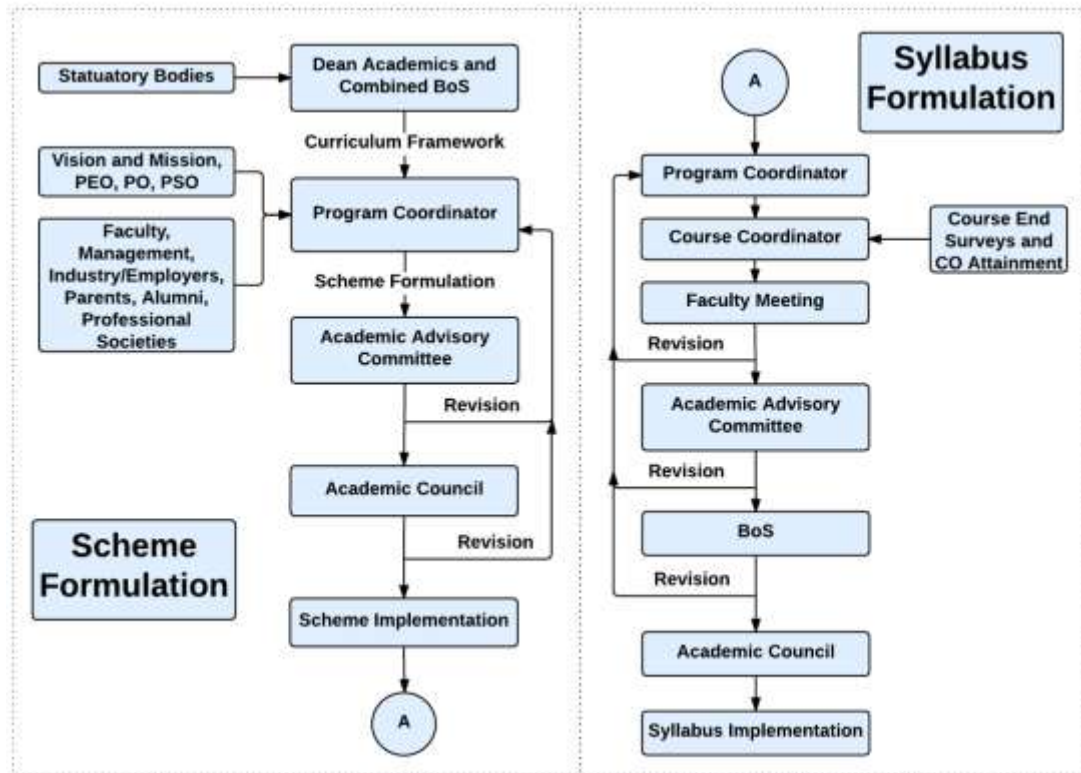 Statuatory Bodies
Dean Academics and
Combined BoS
Curriculum Framework
Vision and Mission,
PEO, PO, PSO
Program Coordinator
Faculty,
Management,
Industry/Employers,
Parents, Alumni,
Professional
Societies
Scheme Formulation
Academic Advisory
Committee
Revision
Academic Council
Revision
Scheme
Formulation
Scheme Implementation
A
Syllabus
Formulation
A
Program Coordinator
Course Coordinator
Course End
Surveys and
CO Attainment
Faculty Meeting
Revision
Academic Advisory
Committee
Revision
BoS
Revision
Academic Council
Syllabus Implementation